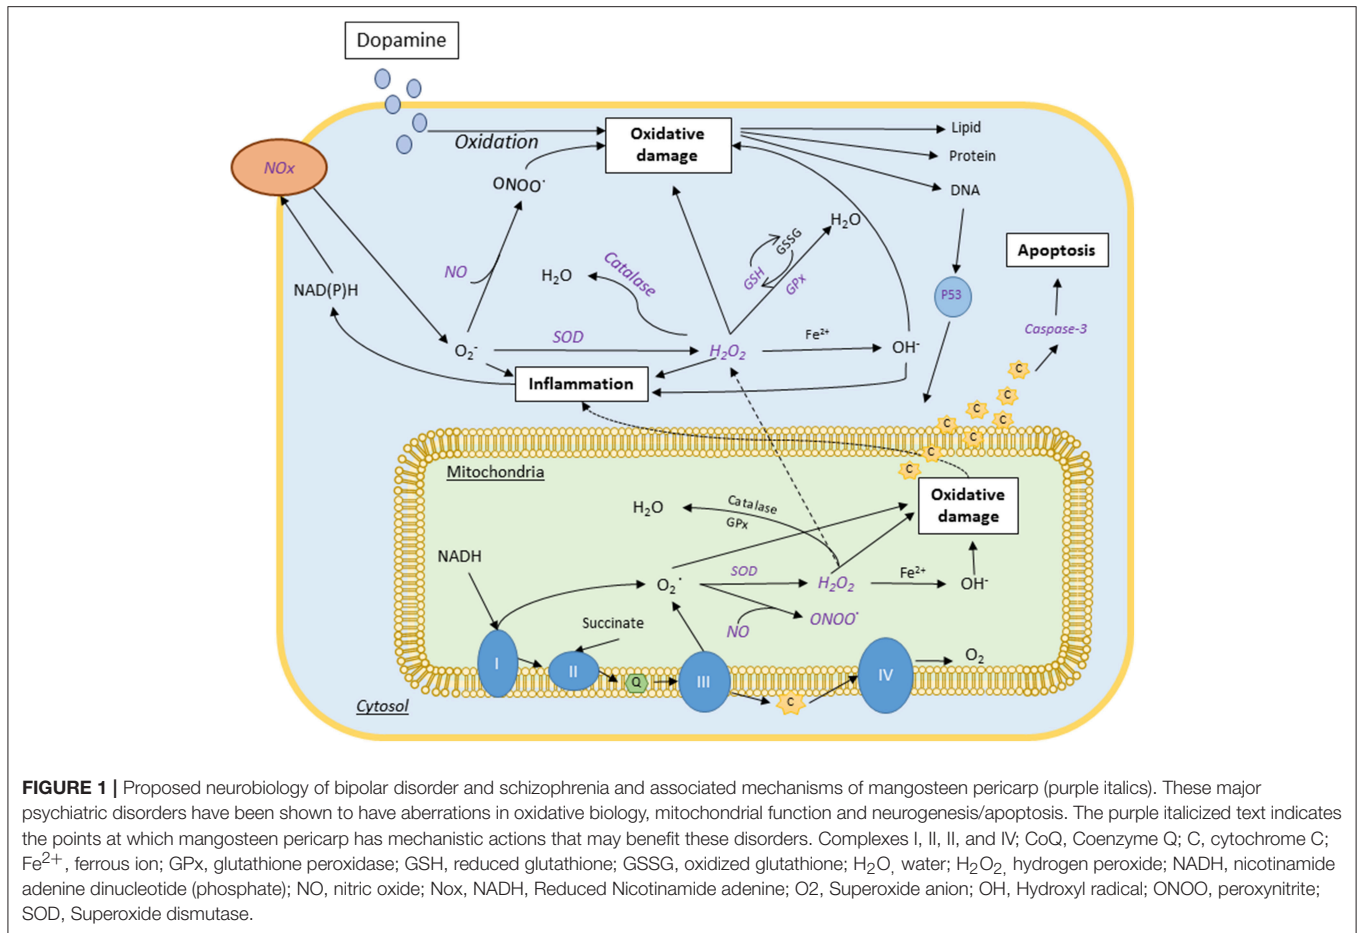 Dopamine
Oxidation
Oxidative
damage
Lipid
Protein
DNA
NOx
ONOO˙
H₂O
GSSG
GSH
GPx
Apoptosis
NO
H₂O
Catalase
NAD(P)H
P53
Caspase-3
O₂⁻
SOD
H₂O₂
Fe²⁺
OH⁻
Inflammation
C
C
C
C
C
C
C
C
Mitochondria
Oxidative
damage
H₂O
Catalase
GPx
NADH
O₂˙
SOD
H₂O₂
Fe²⁺
OH⁻
Succinate
NO
ONOO˙
I
II
Q
III
C
IV
O₂
Cytosol
FIGURE 1 | Proposed neurobiology of bipolar disorder and schizophrenia and associated mechanisms of mangosteen pericarp (purple italics). These major
psychiatric disorders have been shown to have aberrations in oxidative biology, mitochondrial function and neurogenesis/apoptosis. The purple italicized text indicates
the points at which mangosteen pericarp has mechanistic actions that may benefit these disorders. Complexes I, II, II, and IV; CoQ, Coenzyme Q; C, cytochrome C;
Fe²⁺, ferrous ion; GPx, glutathione peroxidase; GSH, reduced glutathione; GSSG, oxidized glutathione; H₂O, water; H₂O₂, hydrogen peroxide; NADH, nicotinamide
adenine dinucleotide (phosphate); NO, nitric oxide; Nox, NADH, Reduced Nicotinamide adenine; O2, Superoxide anion; OH, Hydroxyl radical; ONOO, peroxynitrite;
SOD, Superoxide dismutase.